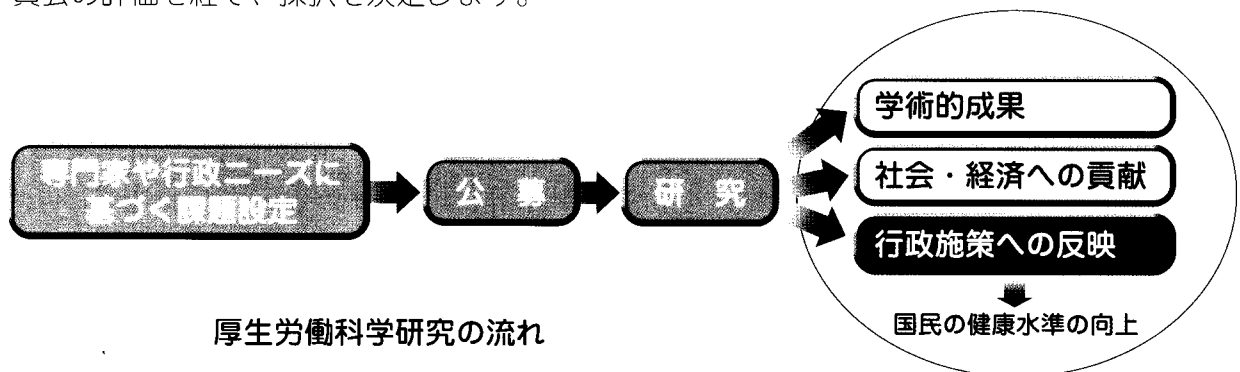 員会の評価を経て、採択を決定します。
専門家や行政ニーズに
基づく課題設定
公 募
研 究
学術的成果
社会・経済への貢献
行政施策への反映
国民の健康水準の向上
厚生労働科学研究の流れ